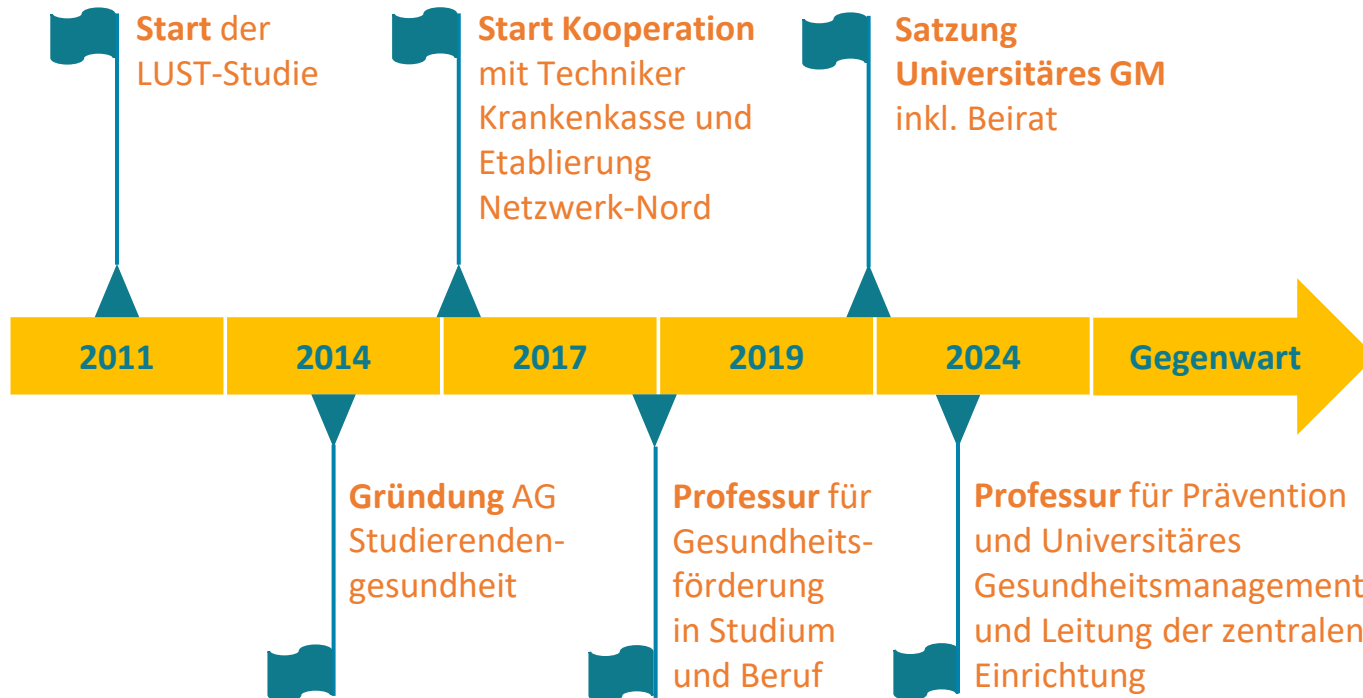 Start der
LUST-Studie
Start Kooperation
mit Techniker
Krankenkasse und
Etablierung
Netzwerk-Nord
Satzung
Universitäres GM
inkl. Beirat
2011
2014
2017
2019
2024
Gegenwart
Gründung AG
Studierenden-
gesundheit
Professur für
Gesundheits-
förderung
in Studium
und Beruf
Professur für Prävention
und Universitäres
Gesundheitsmanagement
und Leitung der zentralen
Einrichtung